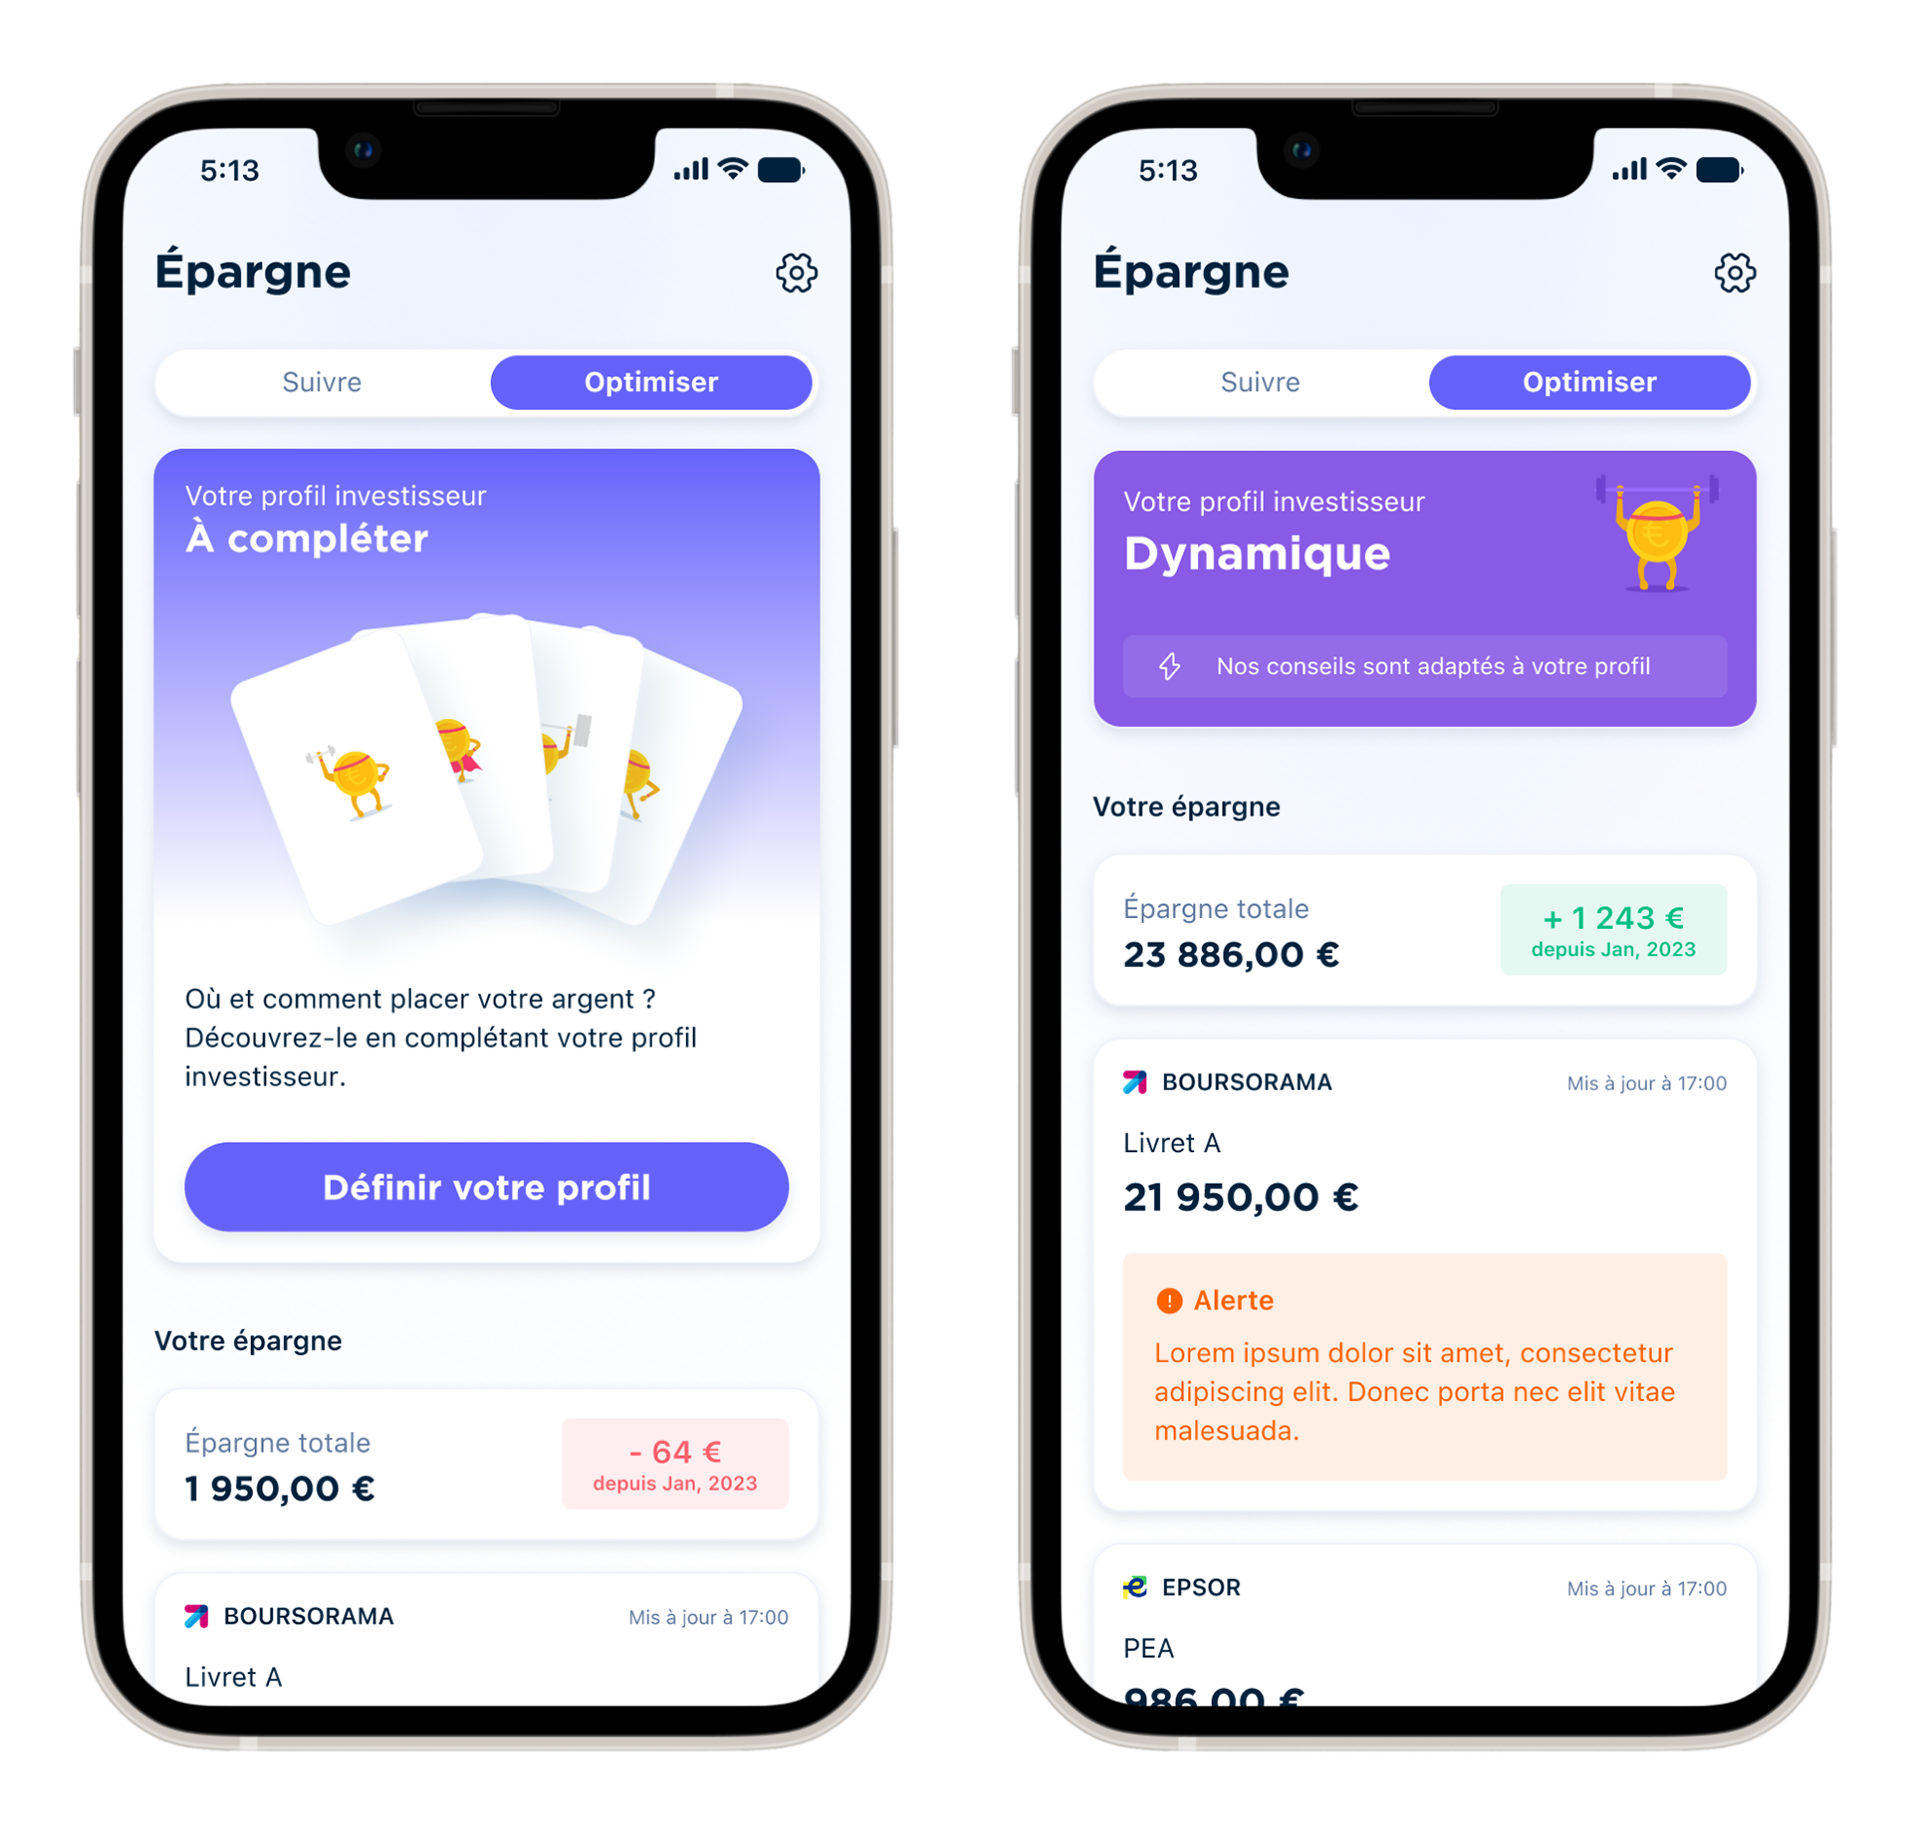 5:13
Épargne
Suivre
Optimiser
Votre profil investisseur
À compléter
Où et comment placer votre argent ?
Découvrez-le en complétant votre profil
investisseur.
Définir votre profil
Votre épargne
Épargne totale
1 950,00 €
- 64 €
depuis Jan, 2023
BOURSORAMA
Mis à jour à 17:00
Livret A
5:13
Épargne
Suivre
Optimiser
Votre profil investisseur
Dynamique
Nos conseils sont adaptés à votre profil
Votre épargne
Épargne totale
23 886,00 €
+ 1 243 €
depuis Jan, 2023
BOURSORAMA
Mis à jour à 17:00
Livret A
21 950,00 €
Alerte
Lorem ipsum dolor sit amet, consectetur
adipiscing elit. Donec porta nec elit vitae
malesuada.
EPSOR
Mis à jour à 17:00
PEA
986,00 €